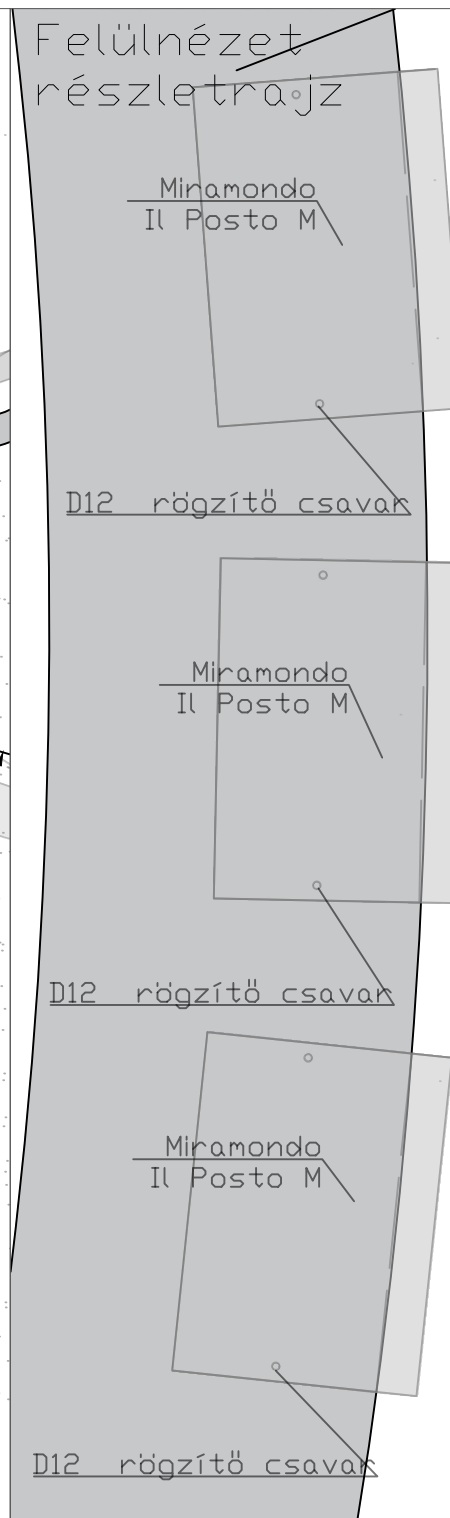 Felülnézet
részletrajz
Miramondo
Il Posto M
D12 rögzítő csavar
Miramondo
Il Posto M
D12 rögzítő csavar
Miramondo
Il Posto M
D12 rögzítő csavar